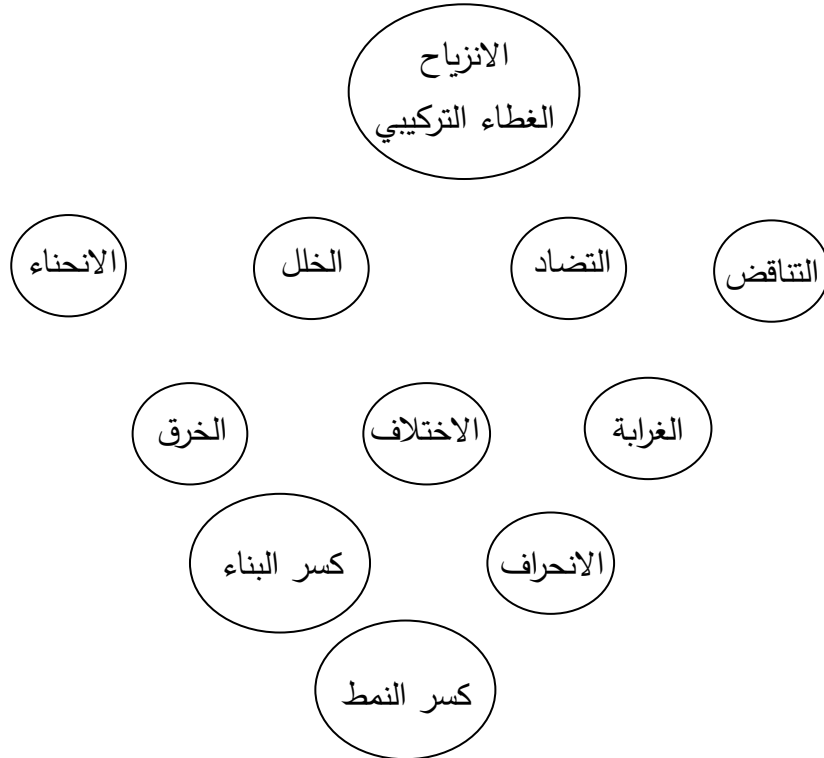 الانزياح
الغطاء التركيبي
التناقض
التضاد
الخلل
الانحناء
الغرابة
الاختلاف
الخرق
الانحراف
كسر البناء
كسر النمط